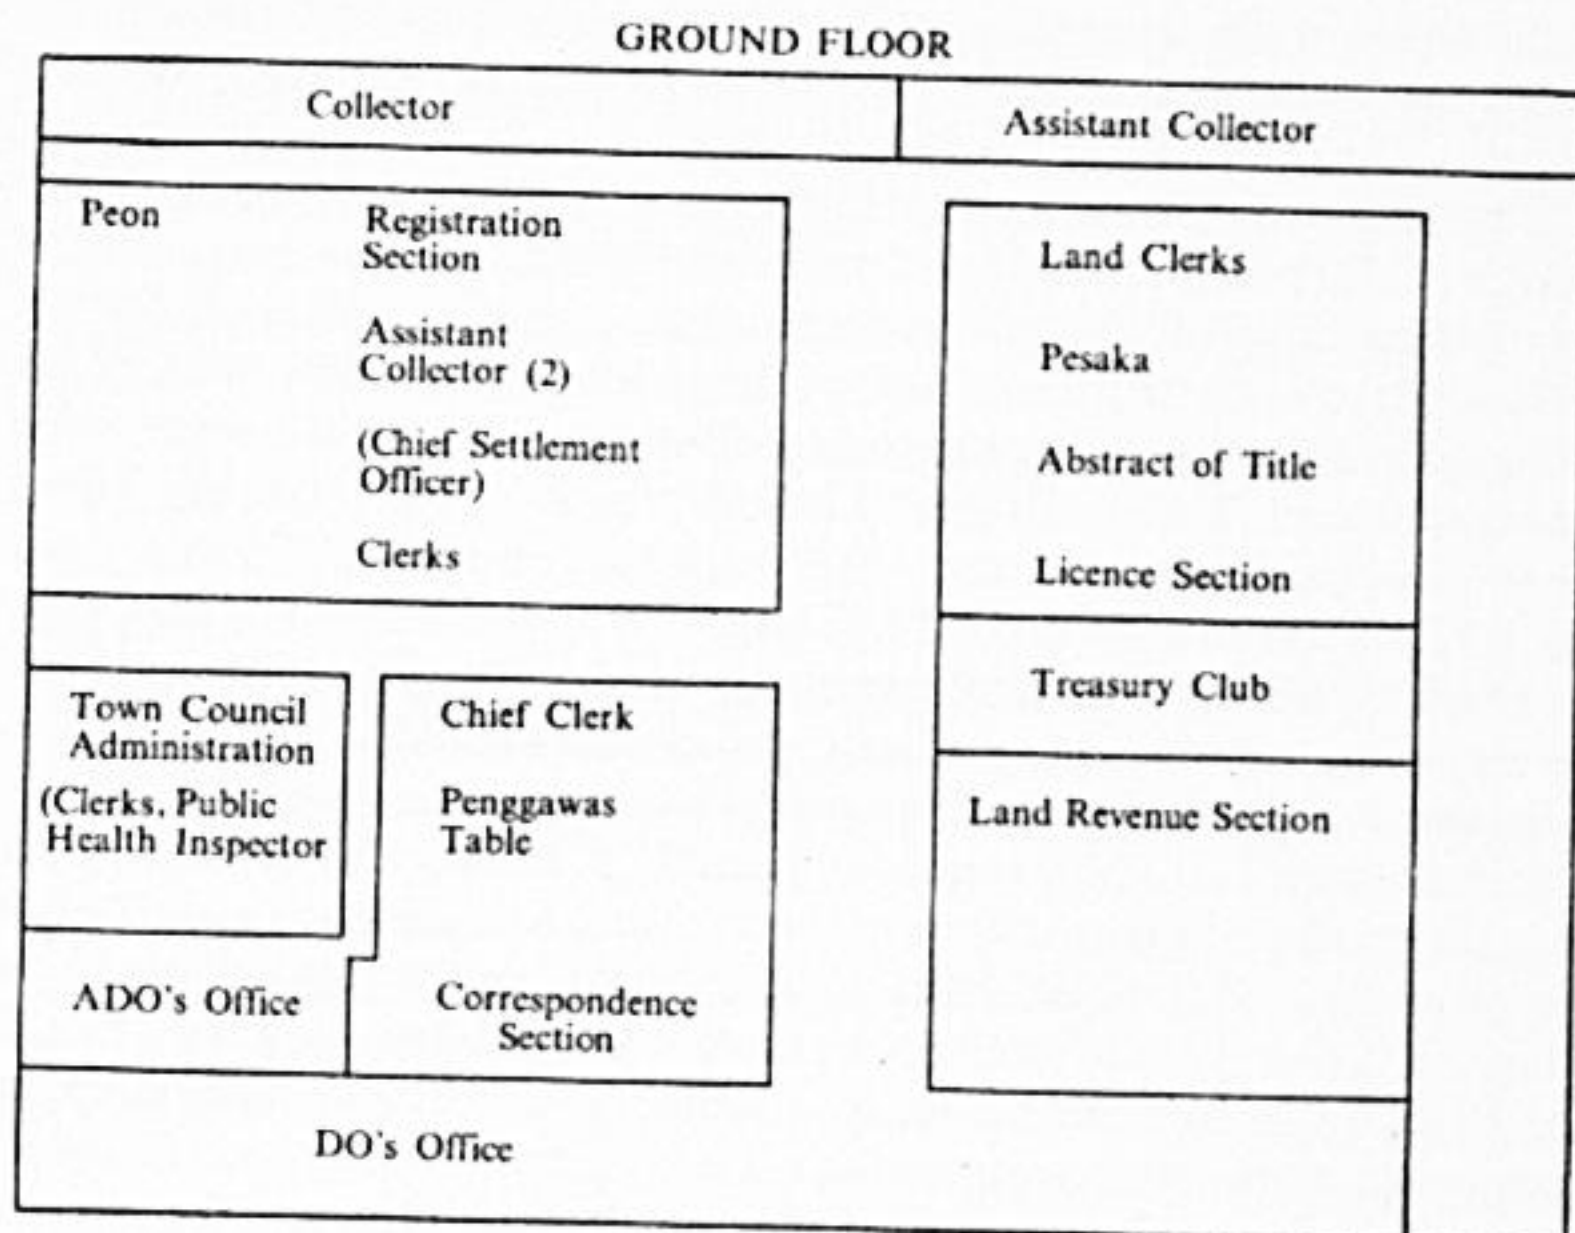 GROUND FLOOR
Collector
Assistant Collector
Peon
Registration
Section
Assistant
Collector (2)
(Chief Settlement
Officer)
Clerks
Land Clerks
Pesaka
Abstract of Title
Licence Section
Treasury Club
Land Revenue Section
Town Council
Administration
(Clerks, Public
Health Inspector
Chief Clerk
Penggawas
Table
ADO's Office
Correspondence
Section
DO's Office